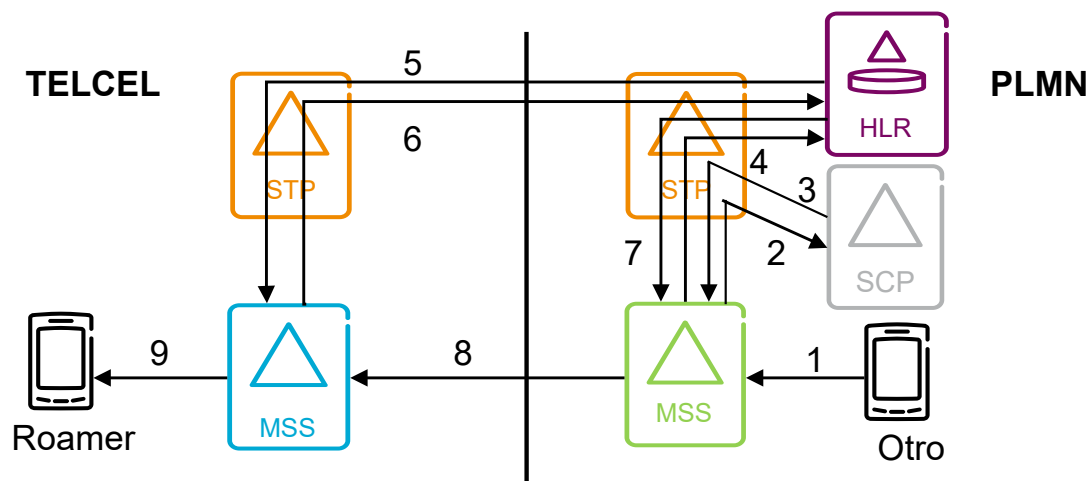 TELCEL
PLMN
5
6
STP
STP
HLR
4
3
2
7
SCP
9
8
1
MSS
MSS
Roamer
Otro